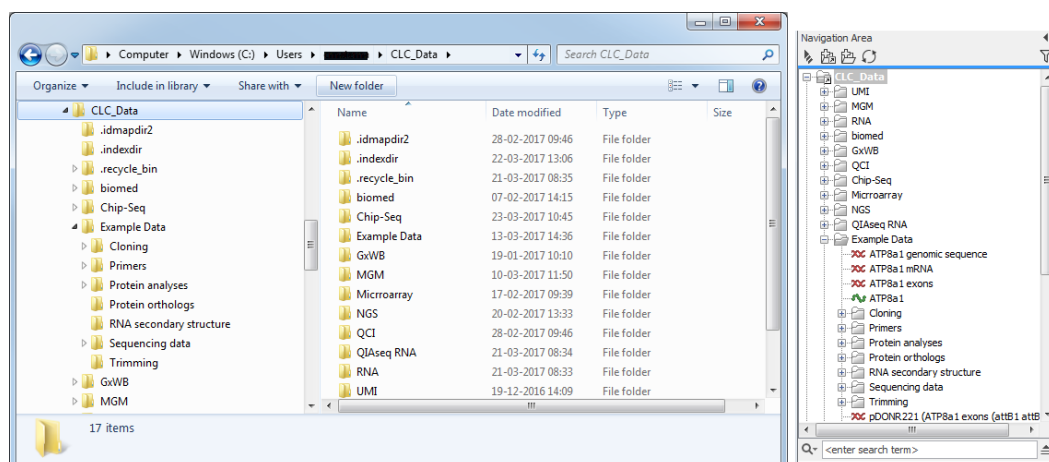 Computer Windows (C:) Users CLC_Data Search CLC_Data
Organize Include in library Share with New folder
CLC_Data
.idmapdir2
.indexdir
.recycle_bin
biomed
Chip-Seq
Example Data
Cloning
Primers
Protein analyses
Protein orthologs
RNA secondary structure
Sequencing data
Trimming
GxWB
MGM
Name Date modified Type Size
.idmapdir2 28-02-2017 09:46 File folder
.indexdir 22-03-2017 13:06 File folder
.recycle_bin 21-03-2017 08:35 File folder
biomed 07-02-2017 14:15 File folder
Chip-Seq 23-03-2017 10:45 File folder
Example Data 13-03-2017 14:36 File folder
GxWB 19-01-2017 10:10 File folder
MGM 10-03-2017 11:50 File folder
Micrroarray 17-02-2017 09:39 File folder
NGS 20-02-2017 13:33 File folder
QCI 28-02-2017 09:46 File folder
QIAseq RNA 21-03-2017 08:34 File folder
RNA 21-03-2017 08:33 File folder
UMI 19-12-2016 14:09 File folder
17 items
Navigation Area
CLC_Data
UMI
MGM
RNA
biomed
GxWB
QCI
Chip-Seq
Micrroarray
NGS
QIAseq RNA
Example Data
ATP8a1 genomic sequence
ATP8a1 mRNA
ATP8a1 exons
ATP8a1
Cloning
Primers
Protein analyses
Protein orthologs
RNA secondary structure
Sequencing data
Trimming
pDONR221 (ATP8a1 exons (attB1 attB
<enter search term>